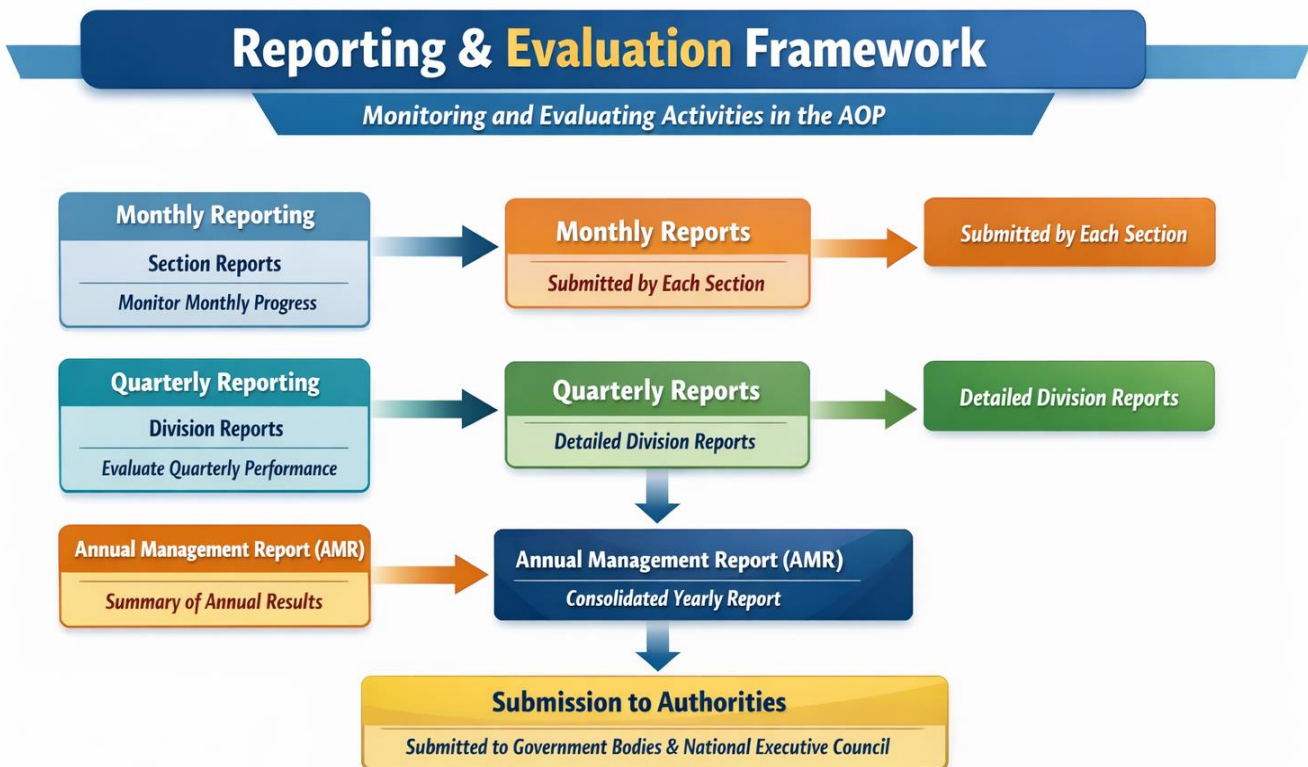 Reporting & Evaluation Framework
Monitoring and Evaluating Activities in the AOP
Monthly Reporting
Section Reports
Monitor Monthly Progress
Monthly Reports
Submitted by Each Section
Submitted by Each Section
Quarterly Reporting
Division Reports
Evaluate Quarterly Performance
Quarterly Reports
Detailed Division Reports
Detailed Division Reports
Annual Management Report (AMR)
Summary of Annual Results
Annual Management Report (AMR)
Consolidated Yearly Report
Submission to Authorities
Submitted to Government Bodies & National Executive Council